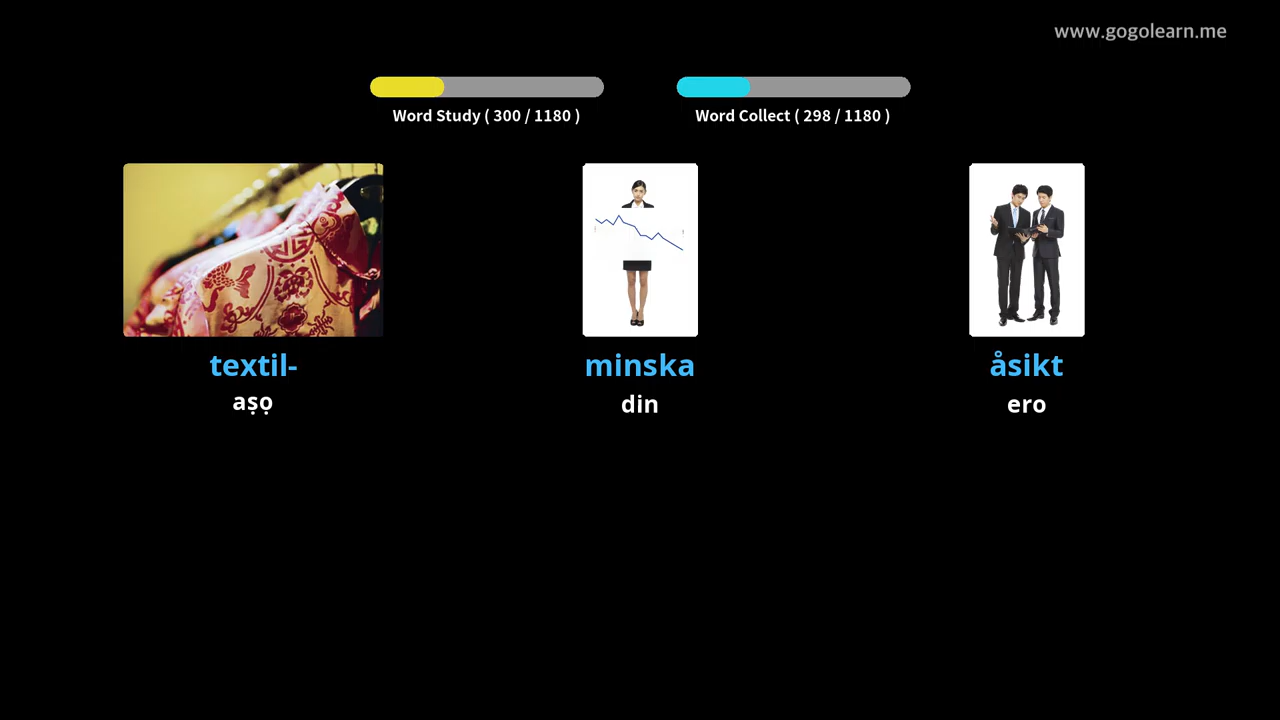 www.gogolearn.me
Word Study ( 300 / 1180 )
Word Collect ( 298 / 1180 )
textil-
minska
åsikt
aṣọ
din
ero